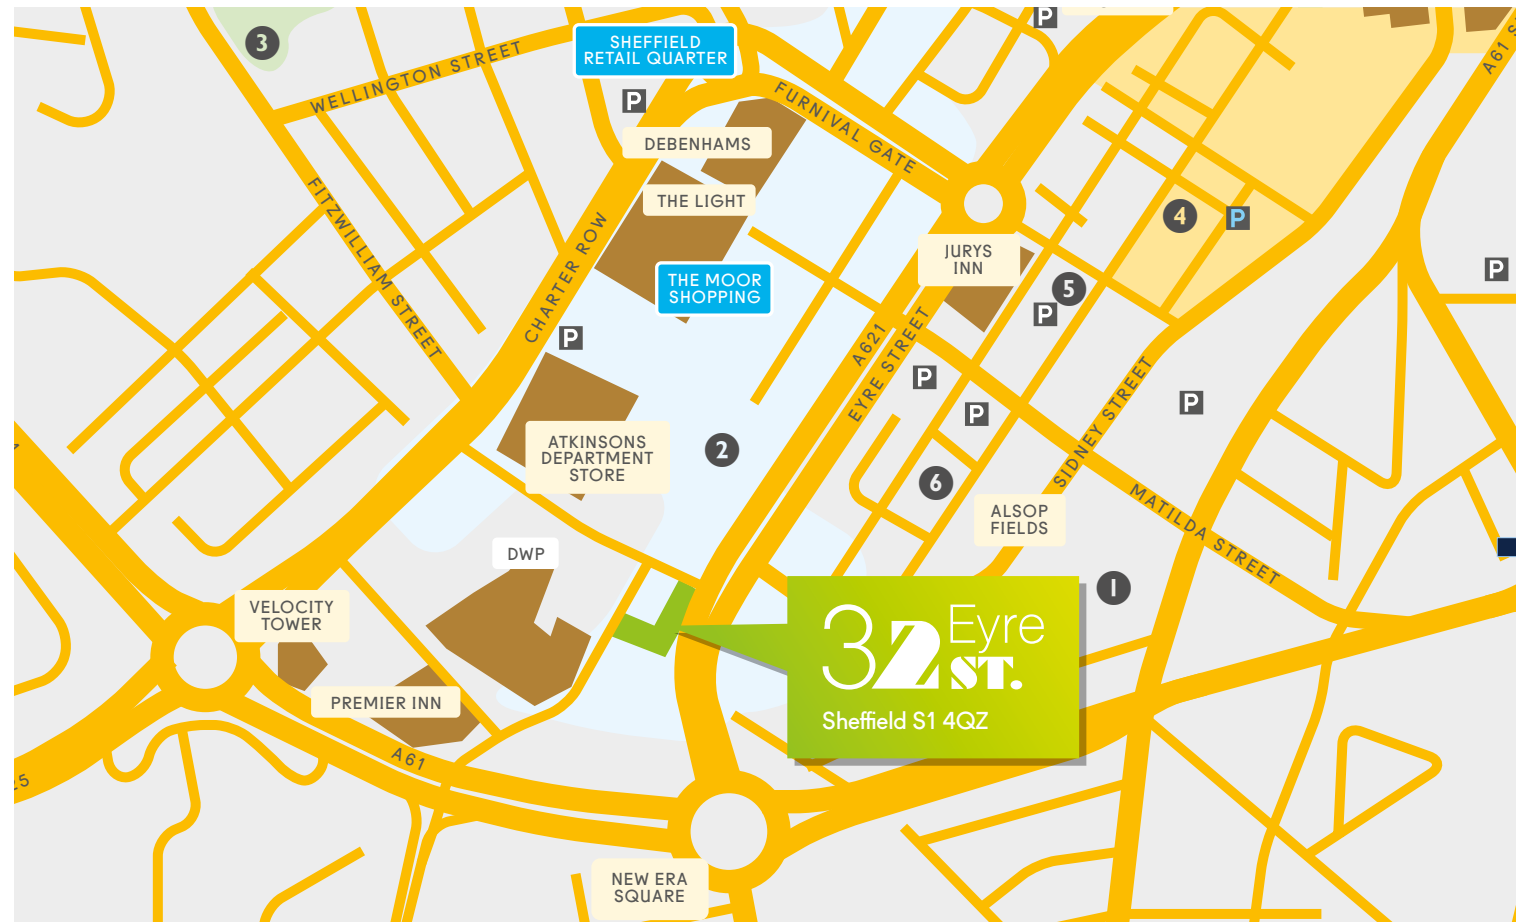 P
A61 S
3
SHEFFIELD
RETAIL QUARTER
WELLINGTON STREET
P
FURNIVAL GATE
DEBENHAMS
THE LIGHT
FITZWILLIAM STREET
CHARTER ROW
4
P
JURYS
INN
THE MOOR
SHOPPING
5
P
P
P
A621
EYRE STREET
P
P
P
SIDNEY STREET
ATKINSONS
DEPARTMENT
STORE
2
6
MATILDA STREET
ALSOP
FIELDS
DWP
1
VELOCITY
TOWER
32 Eyre
ST.
Sheffield S1 4QZ
PREMIER INN
A61
25
NEW ERA
SQUARE